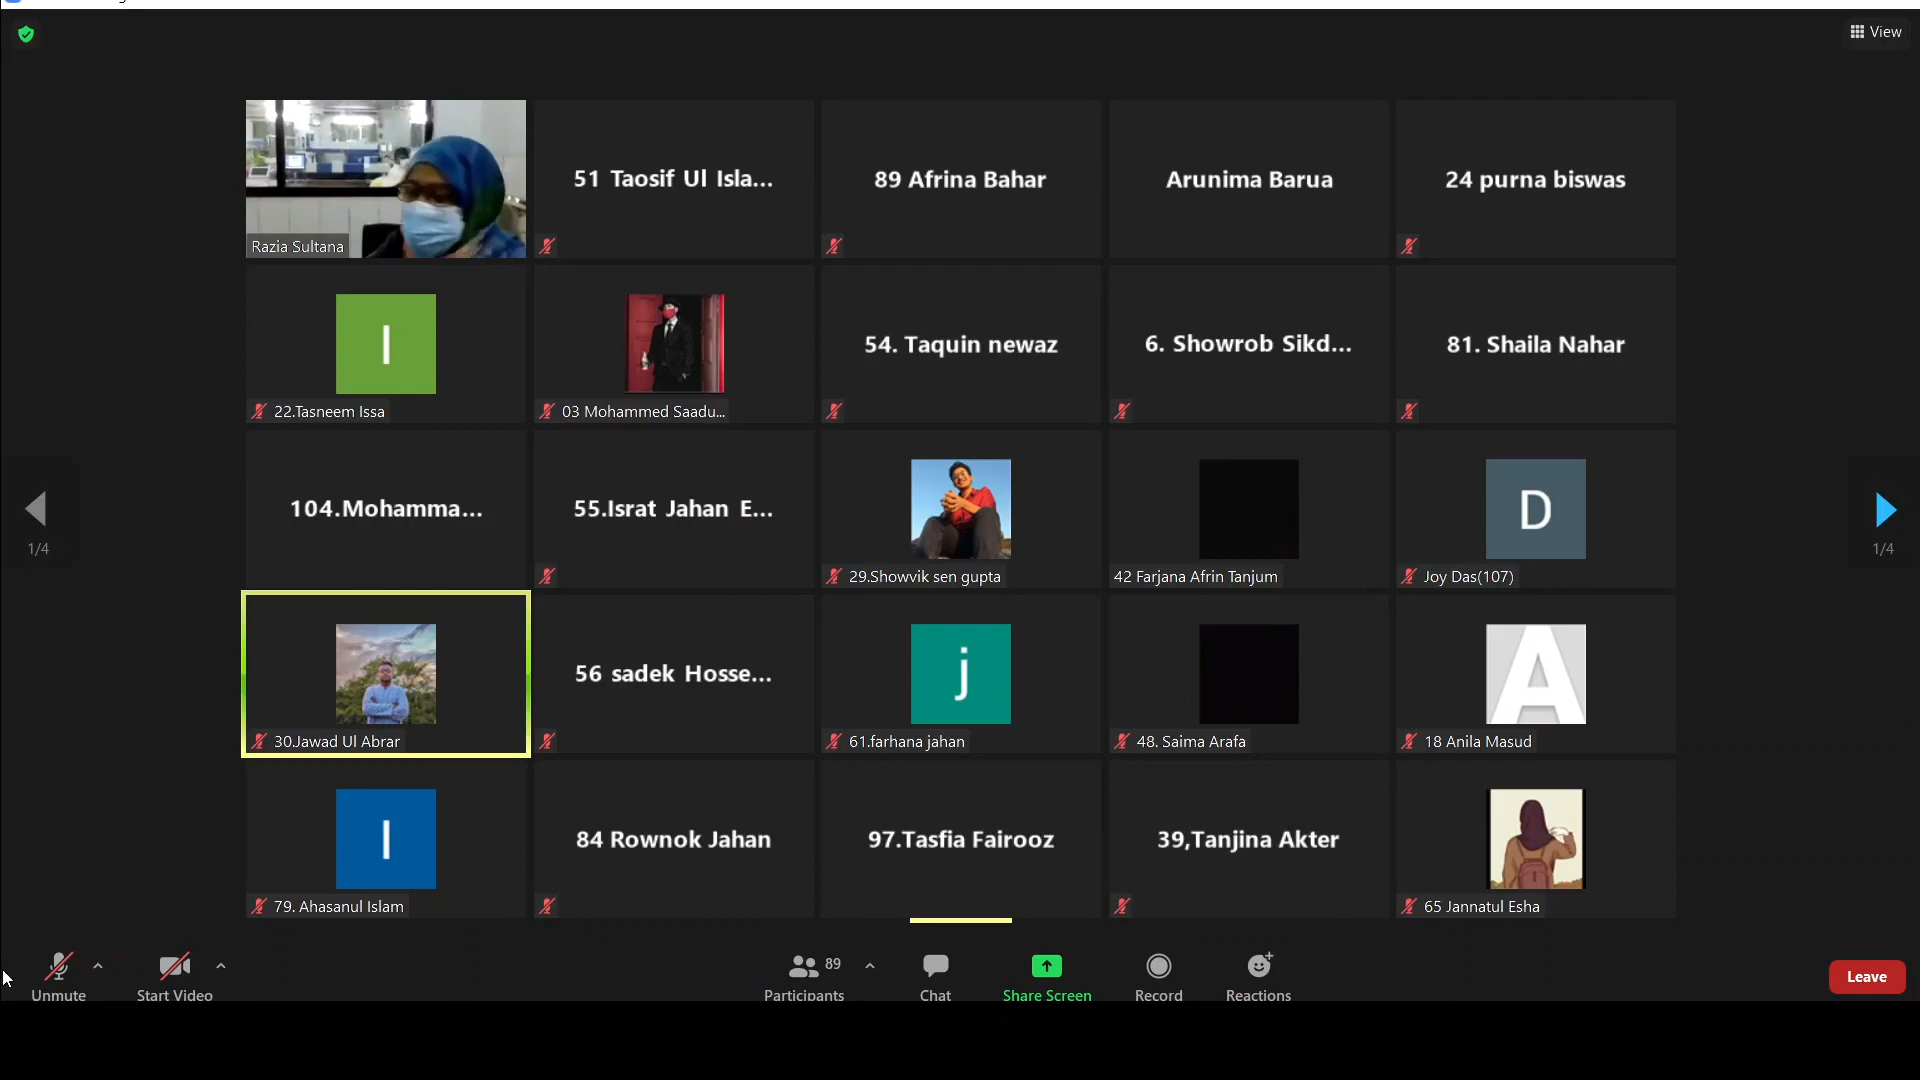 View
Razia Sultana
51 Taosif Ul Isla...
89 Afrina Bahar
Arunima Barua
24 purna biswas
I
22.Tasneem Issa
03 Mohammed Saadu...
54. Taquin newaz
6. Showrob Sikd...
81. Shaila Nahar
104.Mohamma...
55.Israt Jahan E...
29.Showvik sen gupta
42 Farjana Afrin Tanjum
D
Joy Das(107)
1/4
1/4
30.Jawad Ul Abrar
56 sadek Hosse...
j
61.farhana jahan
48. Saima Arafa
A
18 Anila Masud
I
79. Ahasanul Islam
84 Rownok Jahan
97.Tasfia Fairooz
39,Tanjina Akter
65 Jannatul Esha
Unmute
Start Video
89
Participants
Chat
Share Screen
Record
Reactions
Leave